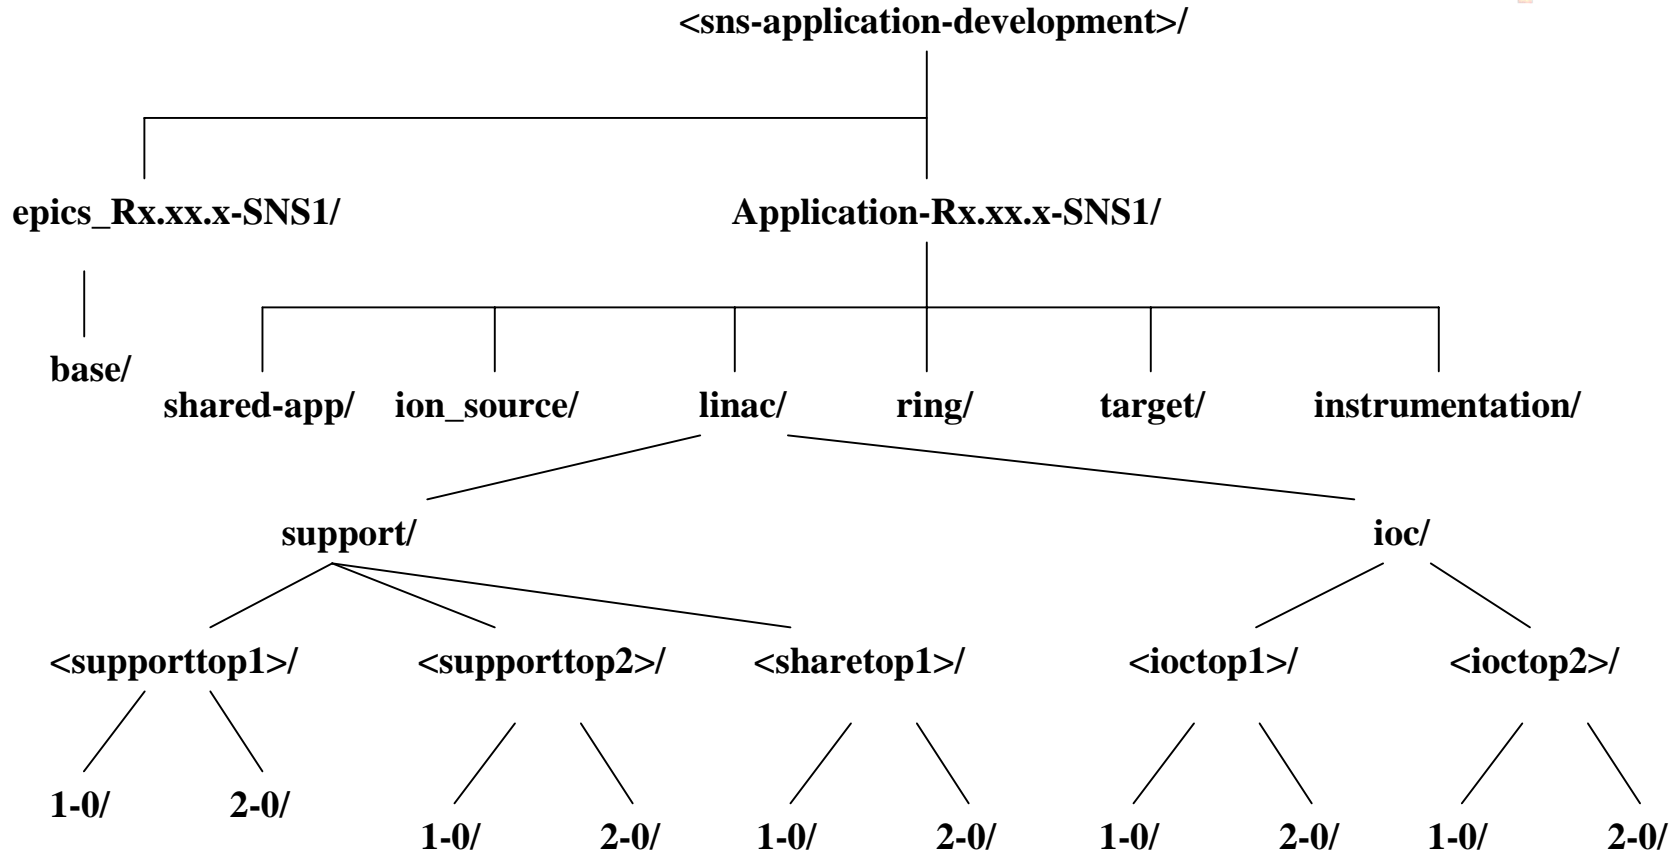 <sns-application-development>/
epics_Rx.xx.x-SNS1/ Application-Rx.xx.x-SNS1/
base/
shared-app/ ion_source/ linac/ ring/ target/ instrumentation/
support/ ioc/
<supporttop1>/ <supporttop2>/ <sharetop1>/ <ioctop1>/ <ioctop2>/
1-0/ 2-0/
1-0/ 2-0/ 1-0/ 2-0/ 1-0/ 2-0/ 1-0/ 2-0/